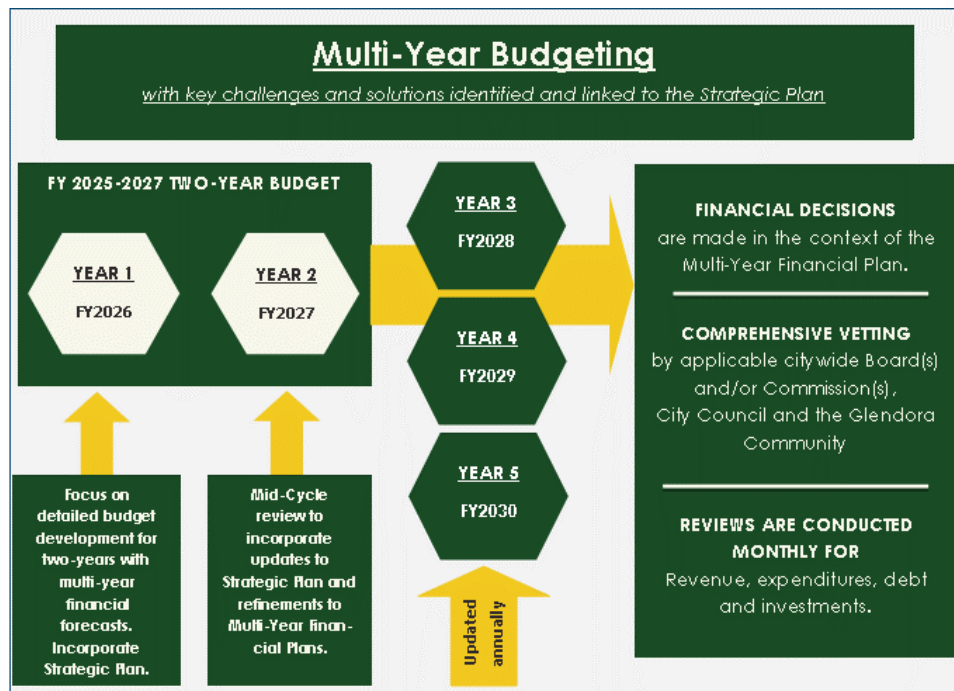 Multi-Year Budgeting
with key challenges and solutions identified and linked to the Strategic Plan
FY 2025-2027 TWO-YEAR BUDGET
YEAR 1
FY2026
YEAR 2
FY2027
Focus on
detailed budget
development for
two-years with
multi-year
financial
forecasts.
Incorporate
Strategic Plan.
Mid-Cycle
review to
incorporate
updates to
Strategic Plan and
refinements to
Multi-Year Finan-
cial Plans.
YEAR 3
FY2028
YEAR 4
FY2029
YEAR 5
FY2030
Updated
annually
FINANCIAL DECISIONS
are made in the context of the
Multi-Year Financial Plan.
COMPREHENSIVE VETTING
by applicable citywide Board(s)
and/or Commission(s),
City Council and the Glendora
Community
REVIEWS ARE CONDUCTED
MONTHLY FOR
Revenue, expenditures, debt
and investments.